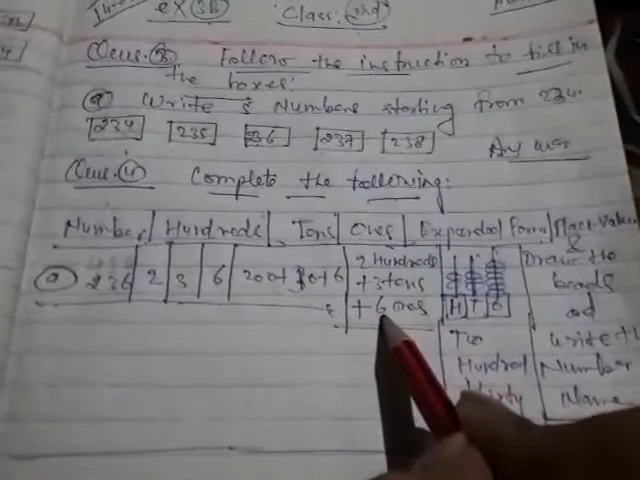 ex 3B Class: 2nd
Ques. 3 Follow the instruction to fill in
the boxes:
a Write 5 Numbers starting from 234.
234 235 236 237 238
Ques. 4 Complete the following:
Number Hundreds Tens Ones Expanded Form Place Value
&
a 236 2 3 6 200+30+6 2 Hundreds Draw the
+3 tens beads
+ 6 ones H T O and
Two write th
Hundred Number
thirty Name